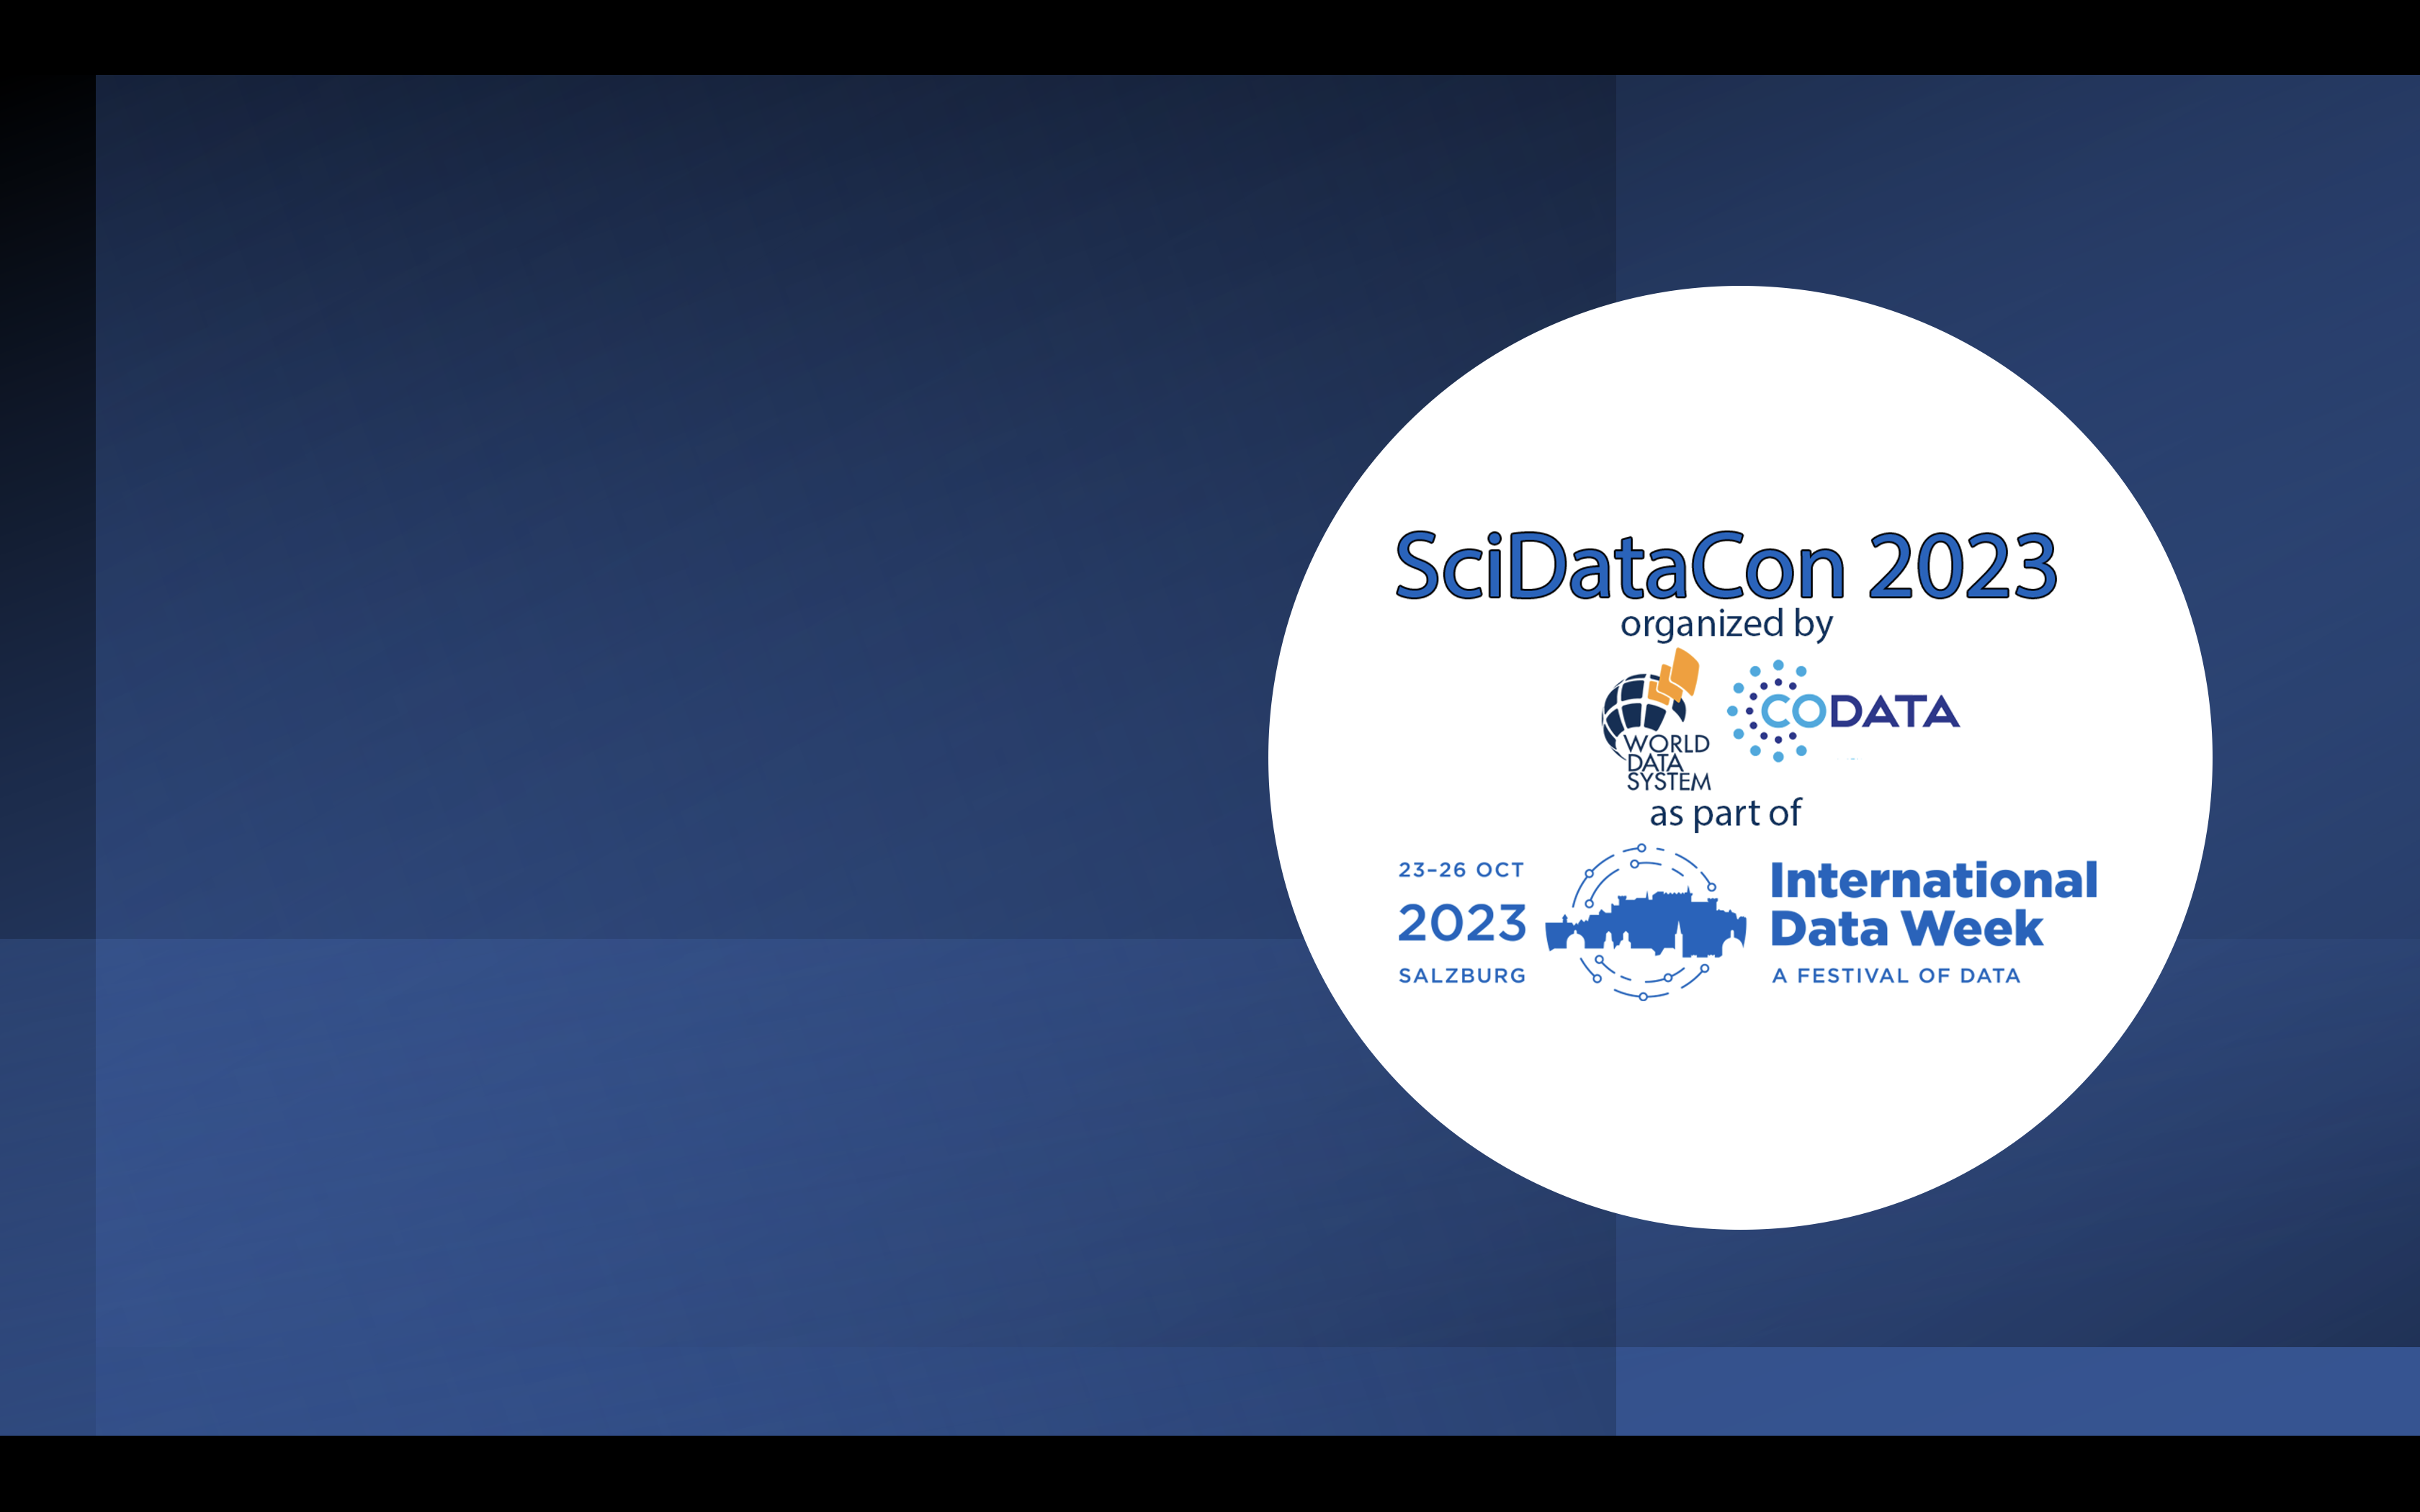 SciDataCon 2023
organized by
WORLD
DATA
SYSTEM
CODATA
as part of
23-26 OCT
2023
SALZBURG
International
Data Week
A FESTIVAL OF DATA